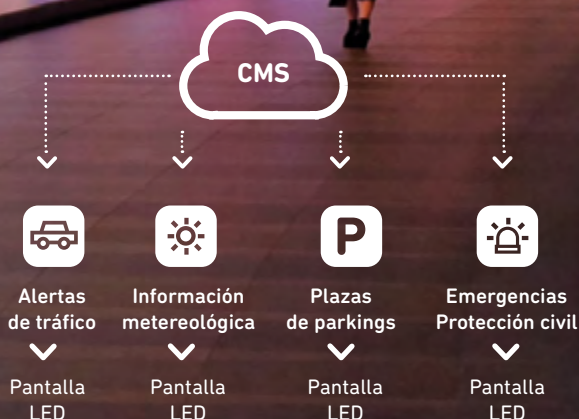 CMS
P
Alertas
de tráfico
Información
metereológica
Plazas
de parkings
Emergencias
Protección civil
Pantalla
LED
Pantalla
LED
Pantalla
LED
Pantalla
LED